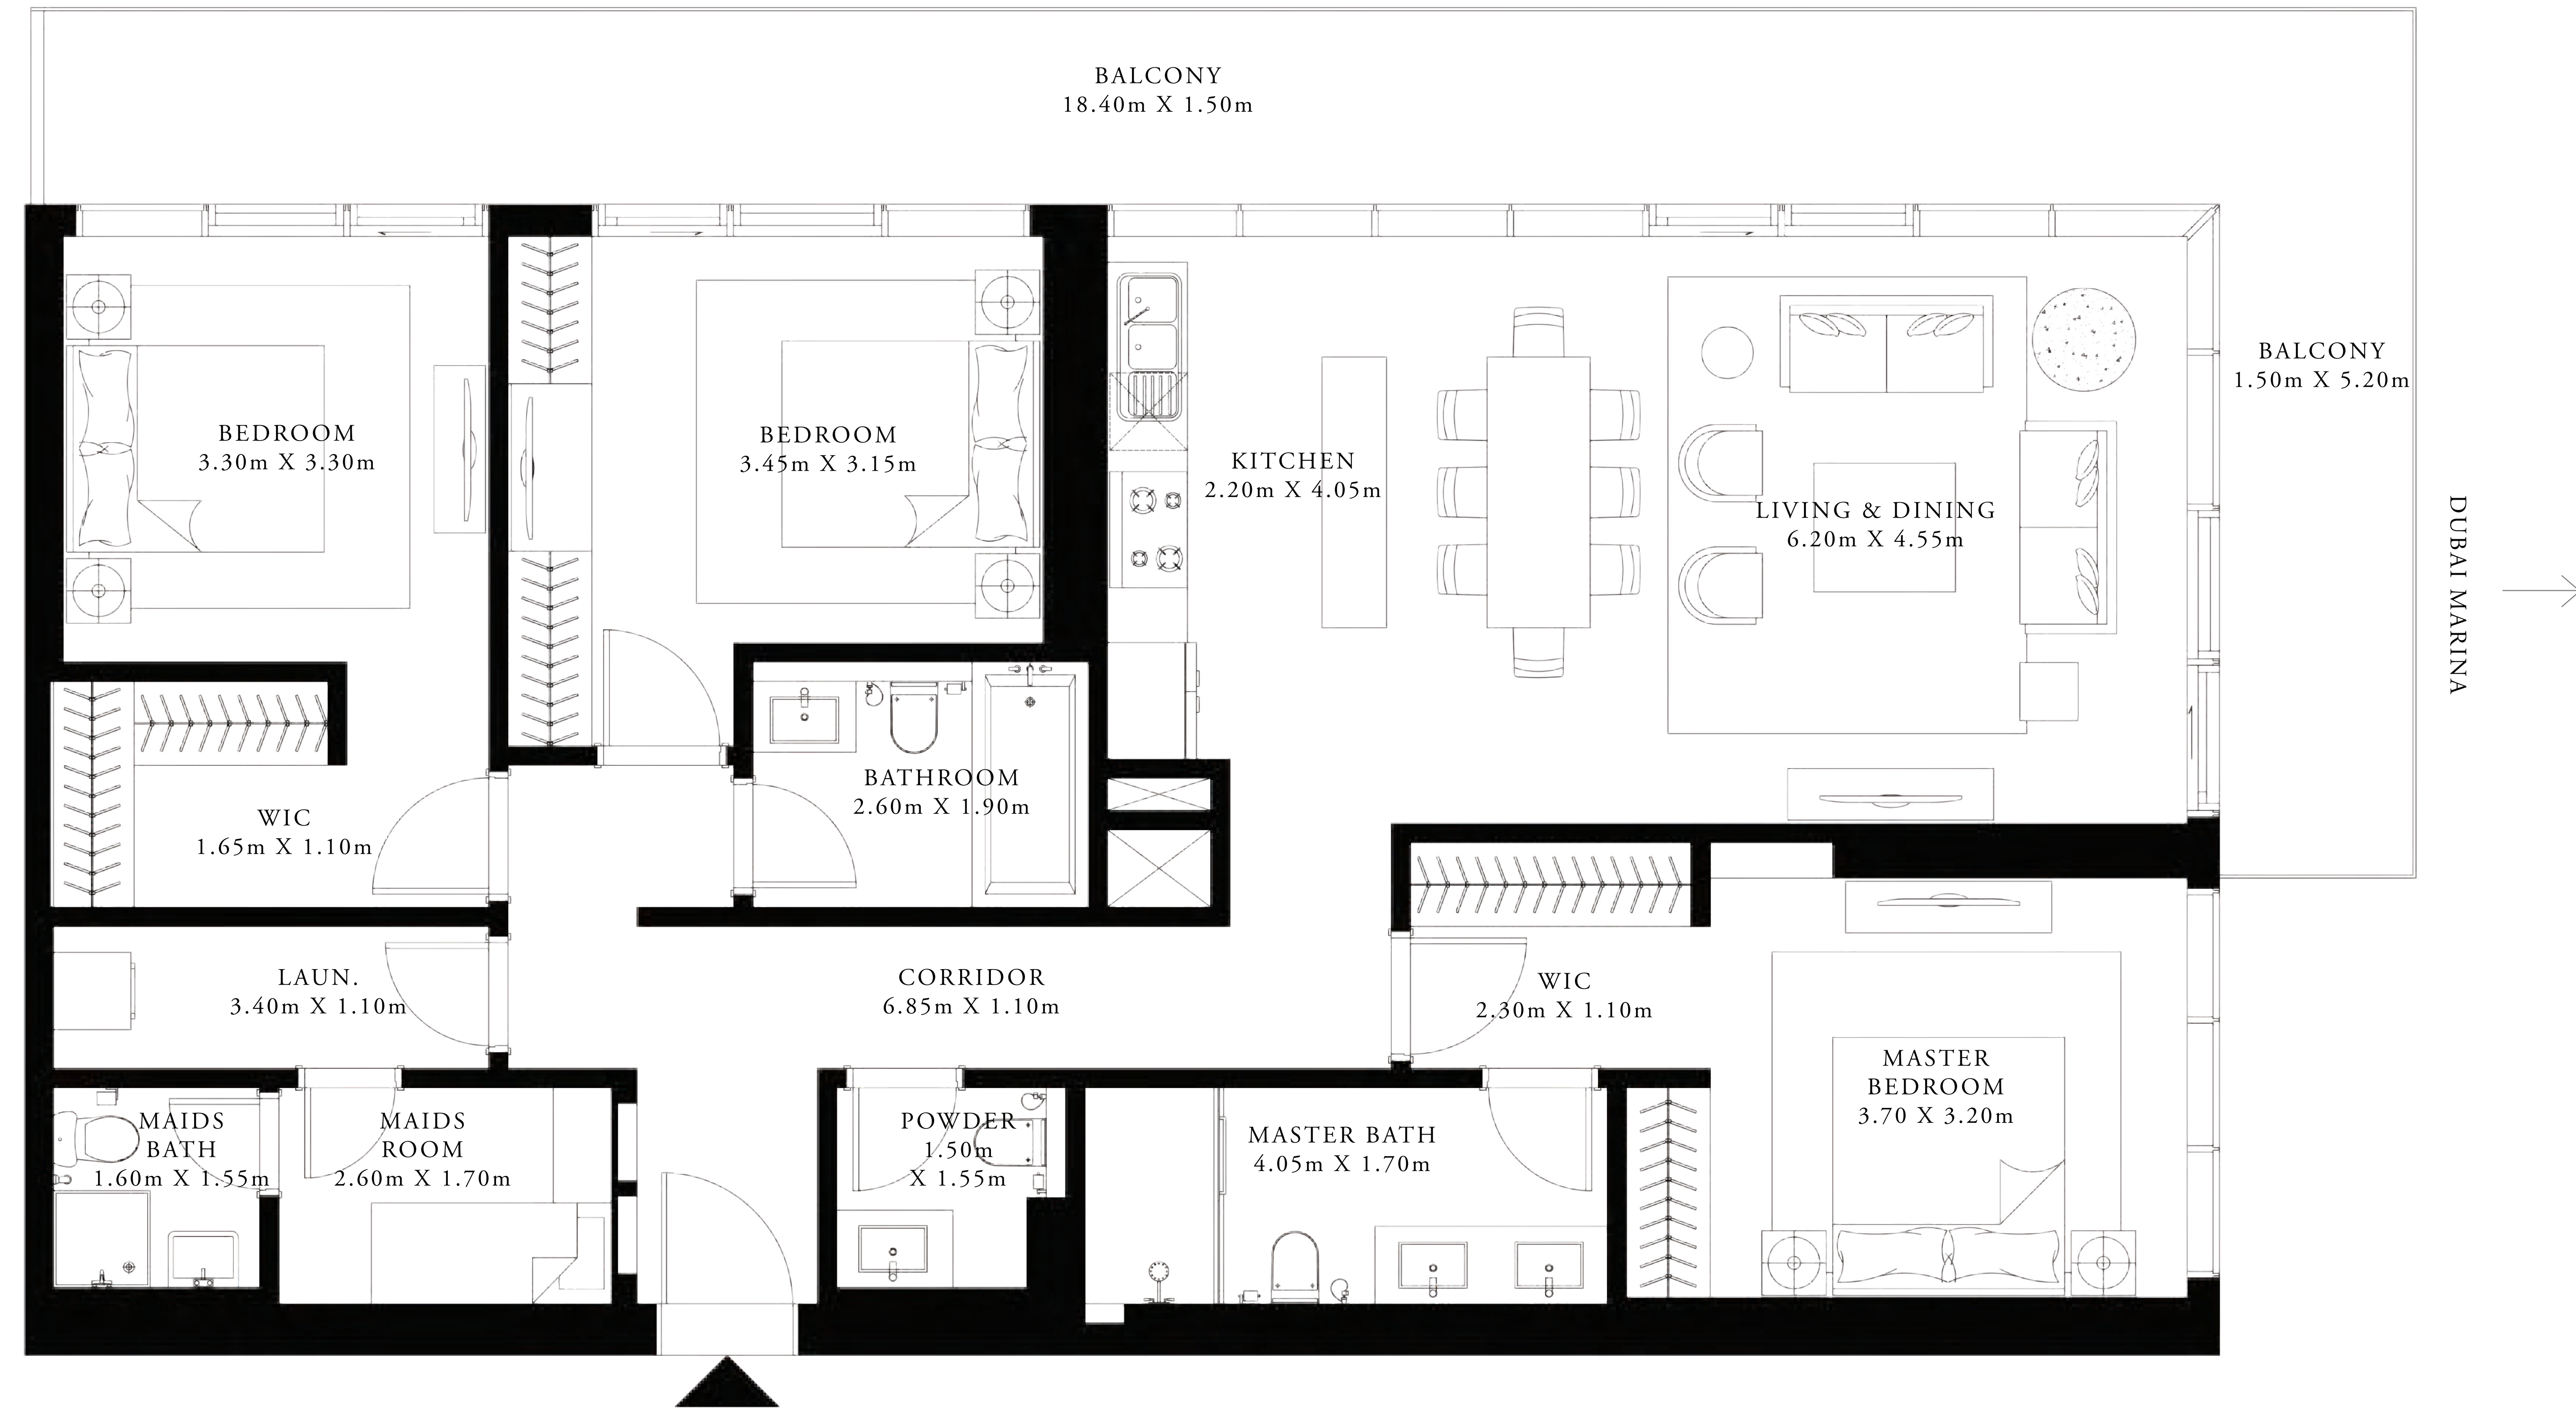 BALCONY
18.40m X 1.50m
BALCONY
1.50m X 5.20m
BEDROOM
3.30m X 3.30m
BEDROOM
3.45m X 3.15m
KITCHEN
2.20m X 4.05m
LIVING & DINING
6.20m X 4.55m
DUBAI MARINA
WIC
1.65m X 1.10m
BATHROOM
2.60m X 1.90m
LAUN.
3.40m X 1.10m
CORRIDOR
6.85m X 1.10m
WIC
2.30m X 1.10m
MASTER
BEDROOM
3.70 X 3.20m
MAIDS
BATH
1.60m X 1.55m
MAIDS
ROOM
2.60m X 1.70m
POWDER
1.50m
X 1.55m
MASTER BATH
4.05m X 1.70m